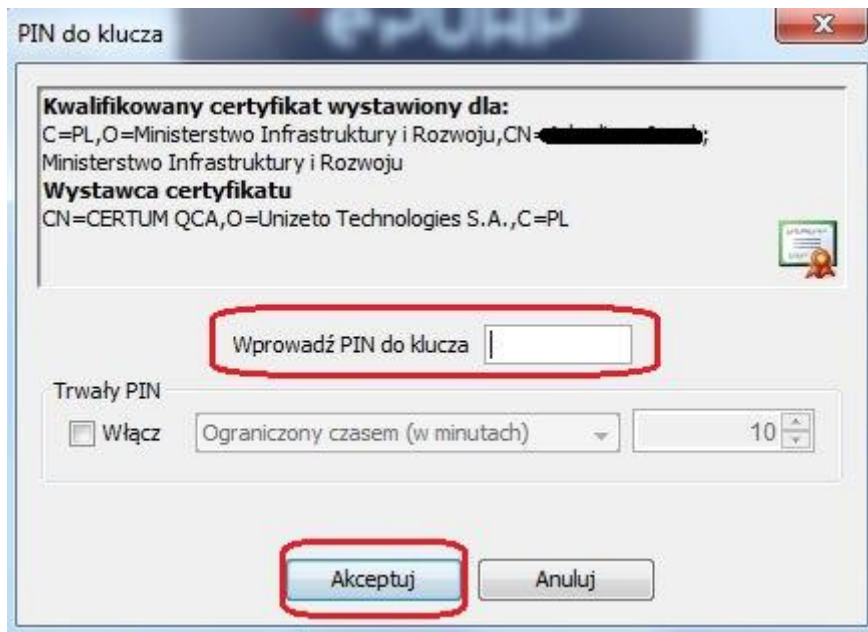 PIN do klucza
ePUAP
Kwalifikowany certyfikat wystawiony dla:
C=PL,O=Ministerstwo Infrastruktury i Rozwoju,CN=
;
Ministerstwo Infrastruktury i Rozwoju
Wystawca certyfikatu
CN=CERTUM QCA,O=Unizeto Technologies S.A.,C=PL
Wprowadź PIN do klucza
Trwały PIN
Włącz
Ograniczony czasem (w minutach)
10
Akceptuj
Anuluj